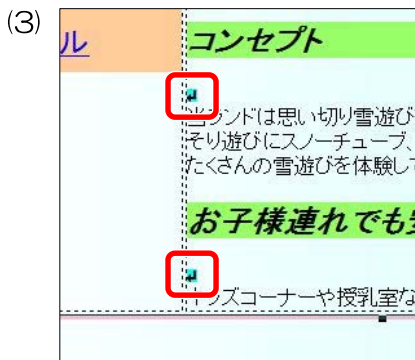 (3)
ル
コンセプト
当ランドは思い切り雪遊び
そり遊びにスノーチューブ、
たくさんの雪遊びを体験し
お子様連れでも
キッズコーナーや授乳室な